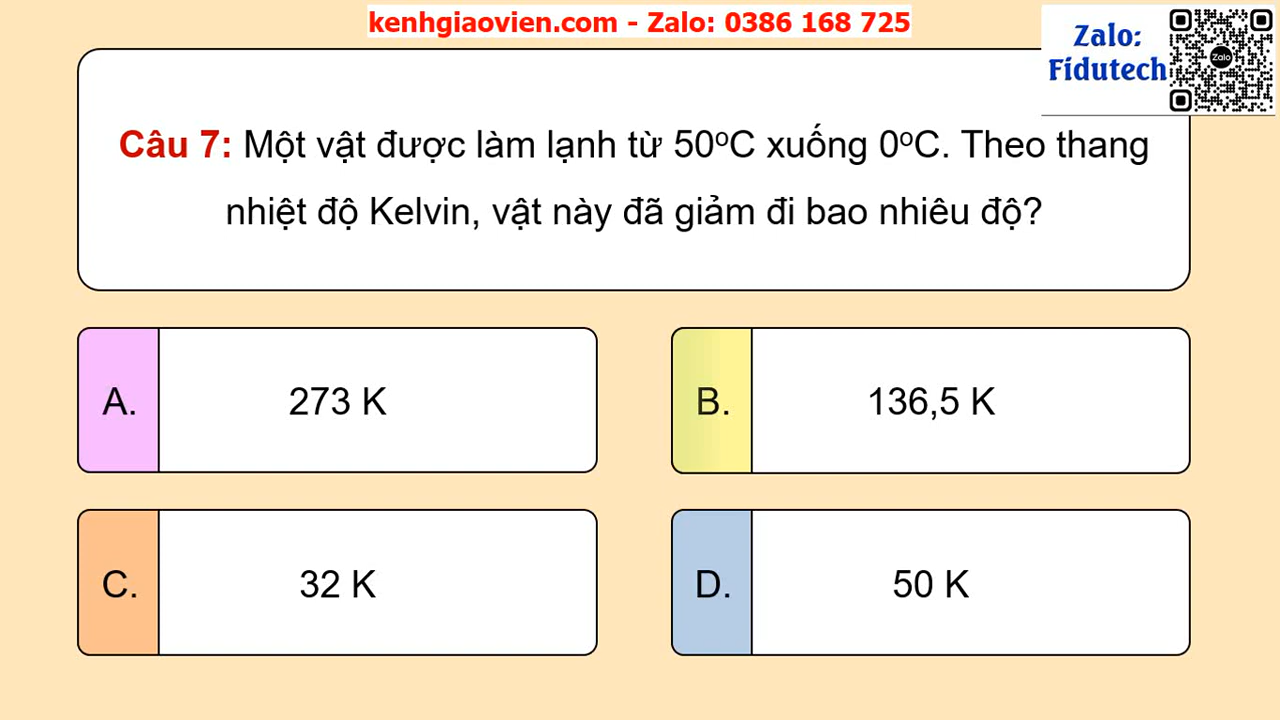 kenhgiaovien.com - Zalo: 0386 168 725
Zalo:
Fidutech
Zalo
Câu 7: Một vật được làm lạnh từ 50ºC xuống 0ºC. Theo thang
nhiệt độ Kelvin, vật này đã giảm đi bao nhiêu độ?
A. 273 K
B. 136,5 K
C. 32 K
D. 50 K